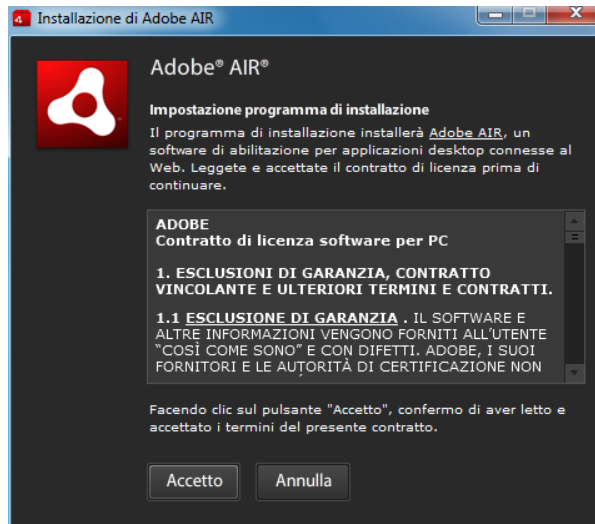 Installazione di Adobe AIR
Adobe® AIR®
Impostazione programma di installazione
Il programma di installazione installerà Adobe AIR, un
software di abilitazione per applicazioni desktop connesse al
Web. Leggete e accettate il contratto di licenza prima di
continuare.
ADOBE
Contratto di licenza software per PC
1. ESCLUSIONI DI GARANZIA, CONTRATTO
VINCOLANTE E ULTERIORI TERMINI E CONTRATTI.
1.1 ESCLUSIONE DI GARANZIA . IL SOFTWARE E
ALTRE INFORMAZIONI VENGONO FORNITI ALL'UTENTE
“COSÌ COME SONO” E CON DIFETTI. ADOBE, I SUOI
FORNITORI E LE AUTORITÀ DI CERTIFICAZIONE NON
Facendo clic sul pulsante "Accetto", confermo di aver letto e
accettato i termini del presente contratto.
Accetto Annulla